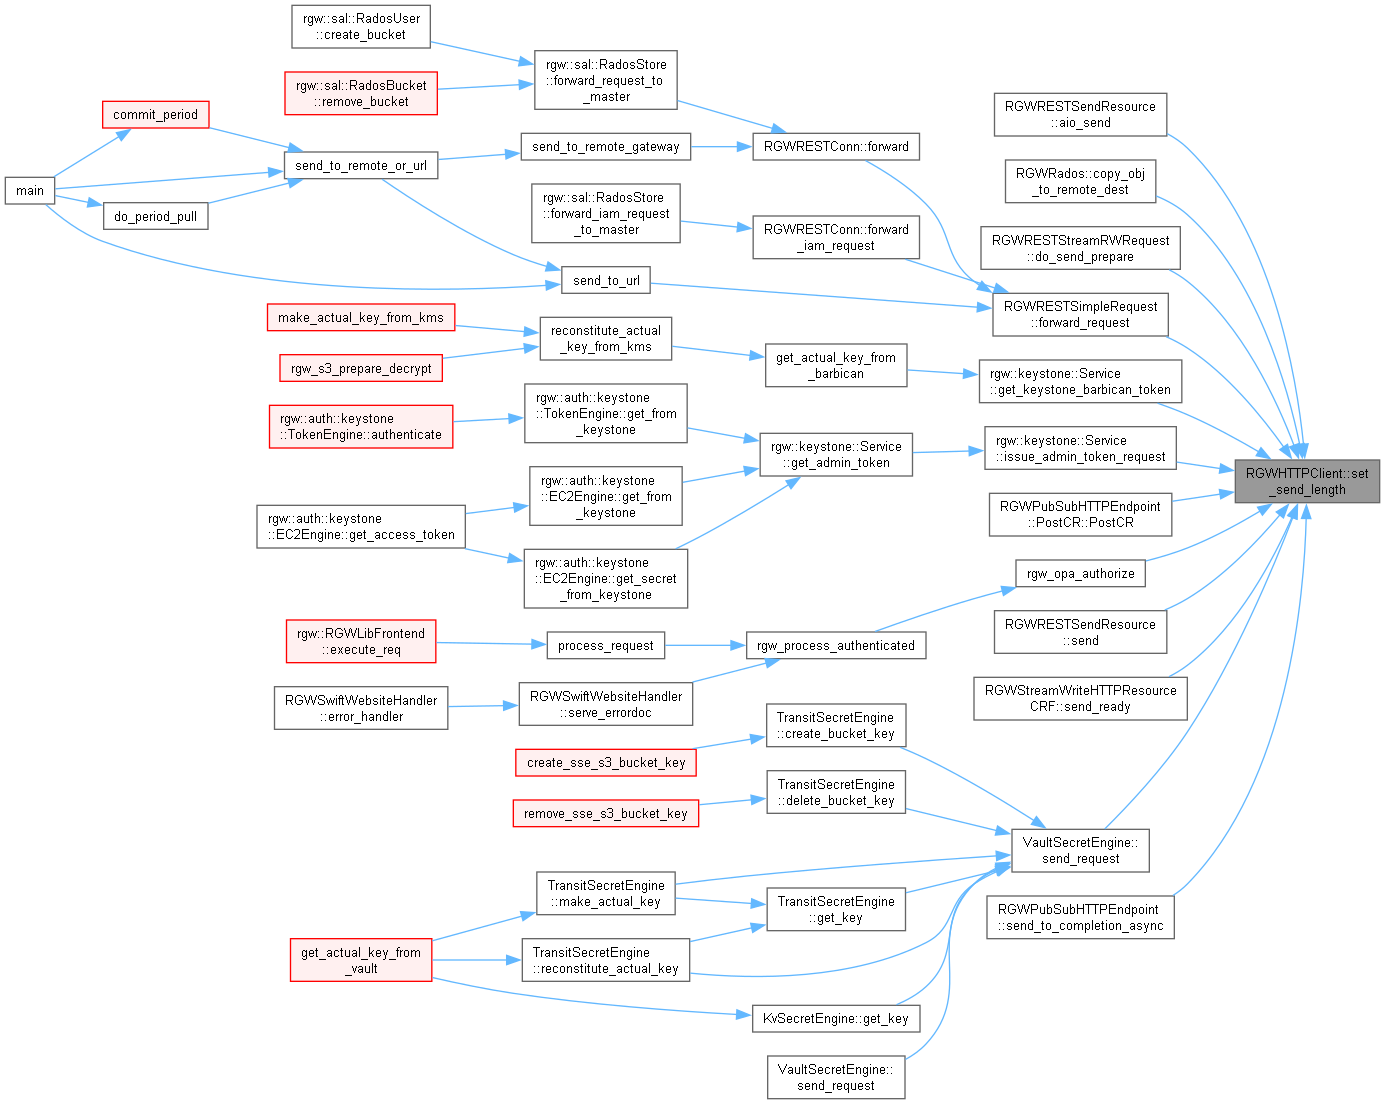 rgw::sal::RadosUser
::create_bucket
rgw::sal::RadosBucket
::remove_bucket
commit_period
main
do_period_pull
send_to_remote_or_url
rgw::sal::RadosStore
::forward_request_to
_master
send_to_remote_gateway
rgw::sal::RadosStore
::forward_iam_request
_to_master
send_to_url
RGWRESTConn::forward
RGWRESTConn::forward
_iam_request
RGWRESTSendResource
::aio_send
RGWRados::copy_obj
_to_remote_dest
RGWRESTStreamRWRequest
::do_send_prepare
RGWRESTSimpleRequest
::forward_request
make_actual_key_from_kms
rgw_s3_prepare_decrypt
reconstitute_actual
_key_from_kms
get_actual_key_from
_barbican
rgw::keystone::Service
::get_keystone_barbican_token
rgw::auth::keystone
::TokenEngine::authenticate
rgw::auth::keystone
::TokenEngine::get_from
_keystone
rgw::keystone::Service
::get_admin_token
rgw::keystone::Service
::issue_admin_token_request
RGWHTTPClient::set
_send_length
rgw::auth::keystone
::EC2Engine::get_from
_keystone
rgw::auth::keystone
::EC2Engine::get_access_token
rgw::auth::keystone
::EC2Engine::get_secret
_from_keystone
RGWPubSubHTTPEndpoint
::PostCR::PostCR
rgw_opa_authorize
RGWRESTSendResource
::send
rgw::RGWLibFrontend
::execute_req
process_request
rgw_process_authenticated
RGWSwiftWebsiteHandler
::error_handler
RGWSwiftWebsiteHandler
::serve_errordoc
RGWStreamWriteHTTPResource
CRF::send_ready
TransitSecretEngine
::create_bucket_key
create_sse_s3_bucket_key
TransitSecretEngine
::delete_bucket_key
remove_sse_s3_bucket_key
VaultSecretEngine::
send_request
TransitSecretEngine
::make_actual_key
TransitSecretEngine
::get_key
RGWPubSubHTTPEndpoint
::send_to_completion_async
get_actual_key_from
_vault
TransitSecretEngine
::reconstitute_actual_key
KvSecretEngine::get_key
VaultSecretEngine::
send_request